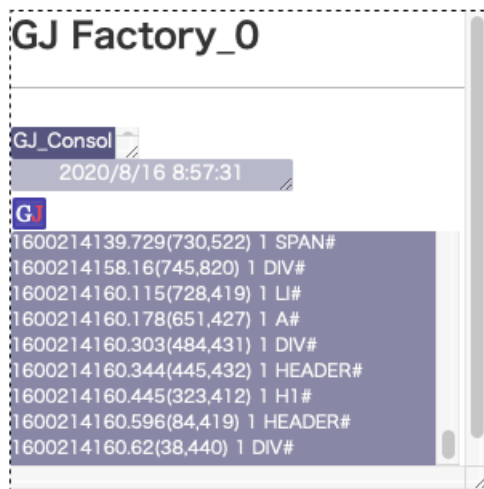 GJ Factory_0
GJ_Consol
2020/8/16 8:57:31
GJ
1600214139.729(730,522) 1 SPAN#
1600214158.16(745,820) 1 DIV#
1600214160.115(728,419) 1 LI#
1600214160.178(651,427) 1 A#
1600214160.303(484,431) 1 DIV#
1600214160.344(445,432) 1 HEADER#
1600214160.445(323,412) 1 H1#
1600214160.596(84,419) 1 HEADER#
1600214160.62(38,440) 1 DIV#